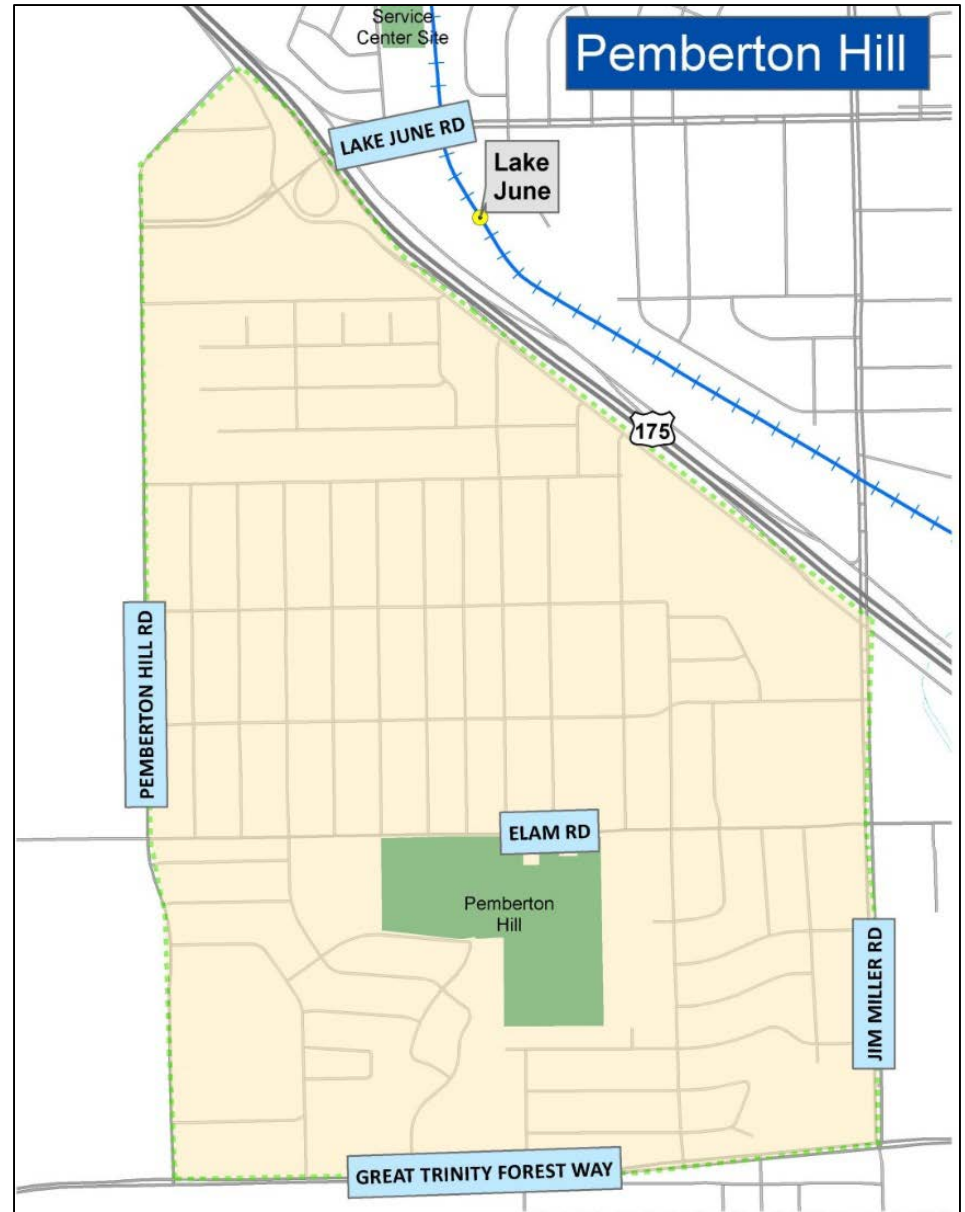 Service
Center Site
Pemberton Hill
LAKE JUNE RD
Lake
June
175
PEMBERTON HILL RD
ELAM RD
Pemberton
Hill
JIM MILLER RD
GREAT TRINITY FOREST WAY